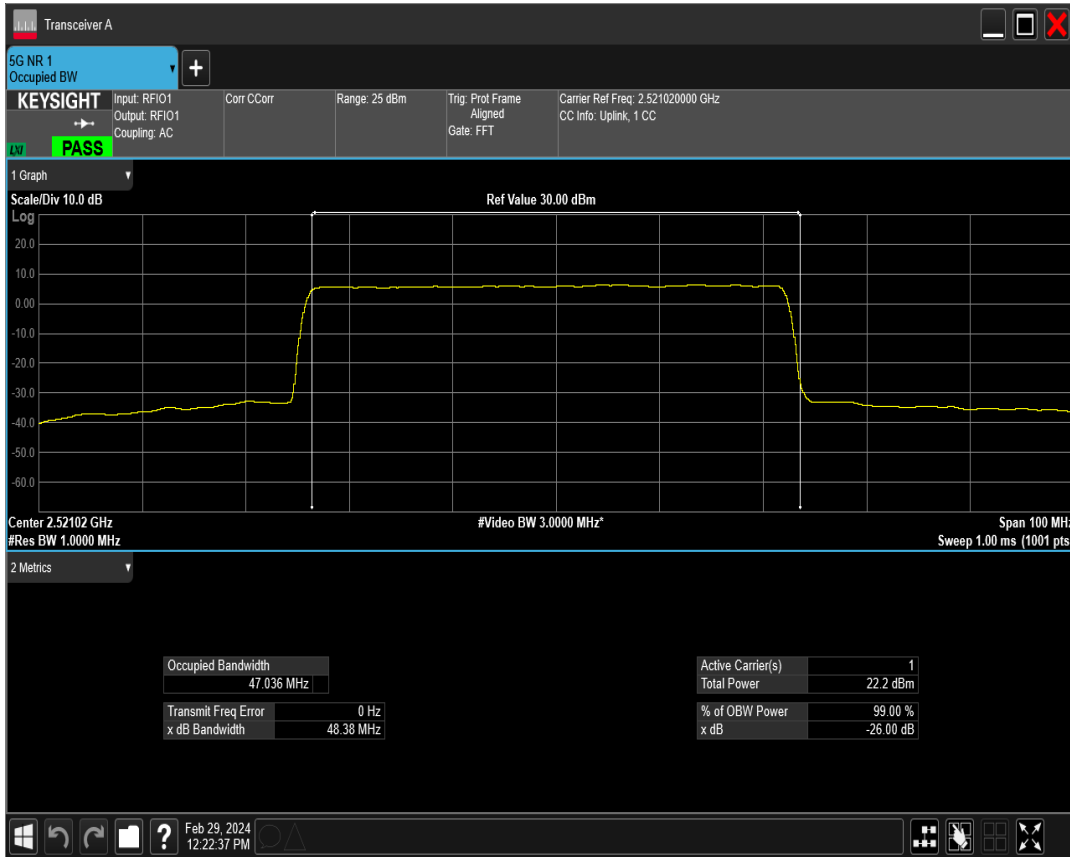 Transceiver A
5G NR 1
Occupied BW
KEYSIGHT
LXI
PASS
Input: RFIO1
Output: RFIO1
Coupling: AC
Corr CCorr
Range: 25 dBm
Trig: Prot Frame
Aligned
Gate: FFT
Carrier Ref Freq: 2.521020000 GHz
CC Info: Uplink, 1 CC
1 Graph
Scale/Div 10.0 dB
Ref Value 30.00 dBm
Log
20.0
10.0
0.00
-10.0
-20.0
-30.0
-40.0
-50.0
-60.0
Center 2.52102 GHz
#Video BW 3.0000 MHz*
Span 100 MHz
#Res BW 1.0000 MHz
Sweep 1.00 ms (1001 pts
2 Metrics
Occupied Bandwidth
47.036 MHz
Transmit Freq Error 0 Hz
x dB Bandwidth 48.38 MHz
Active Carrier(s) 1
Total Power 22.2 dBm
% of OBW Power 99.00 %
x dB -26.00 dB
?
Feb 29, 2024
12:22:37 PM